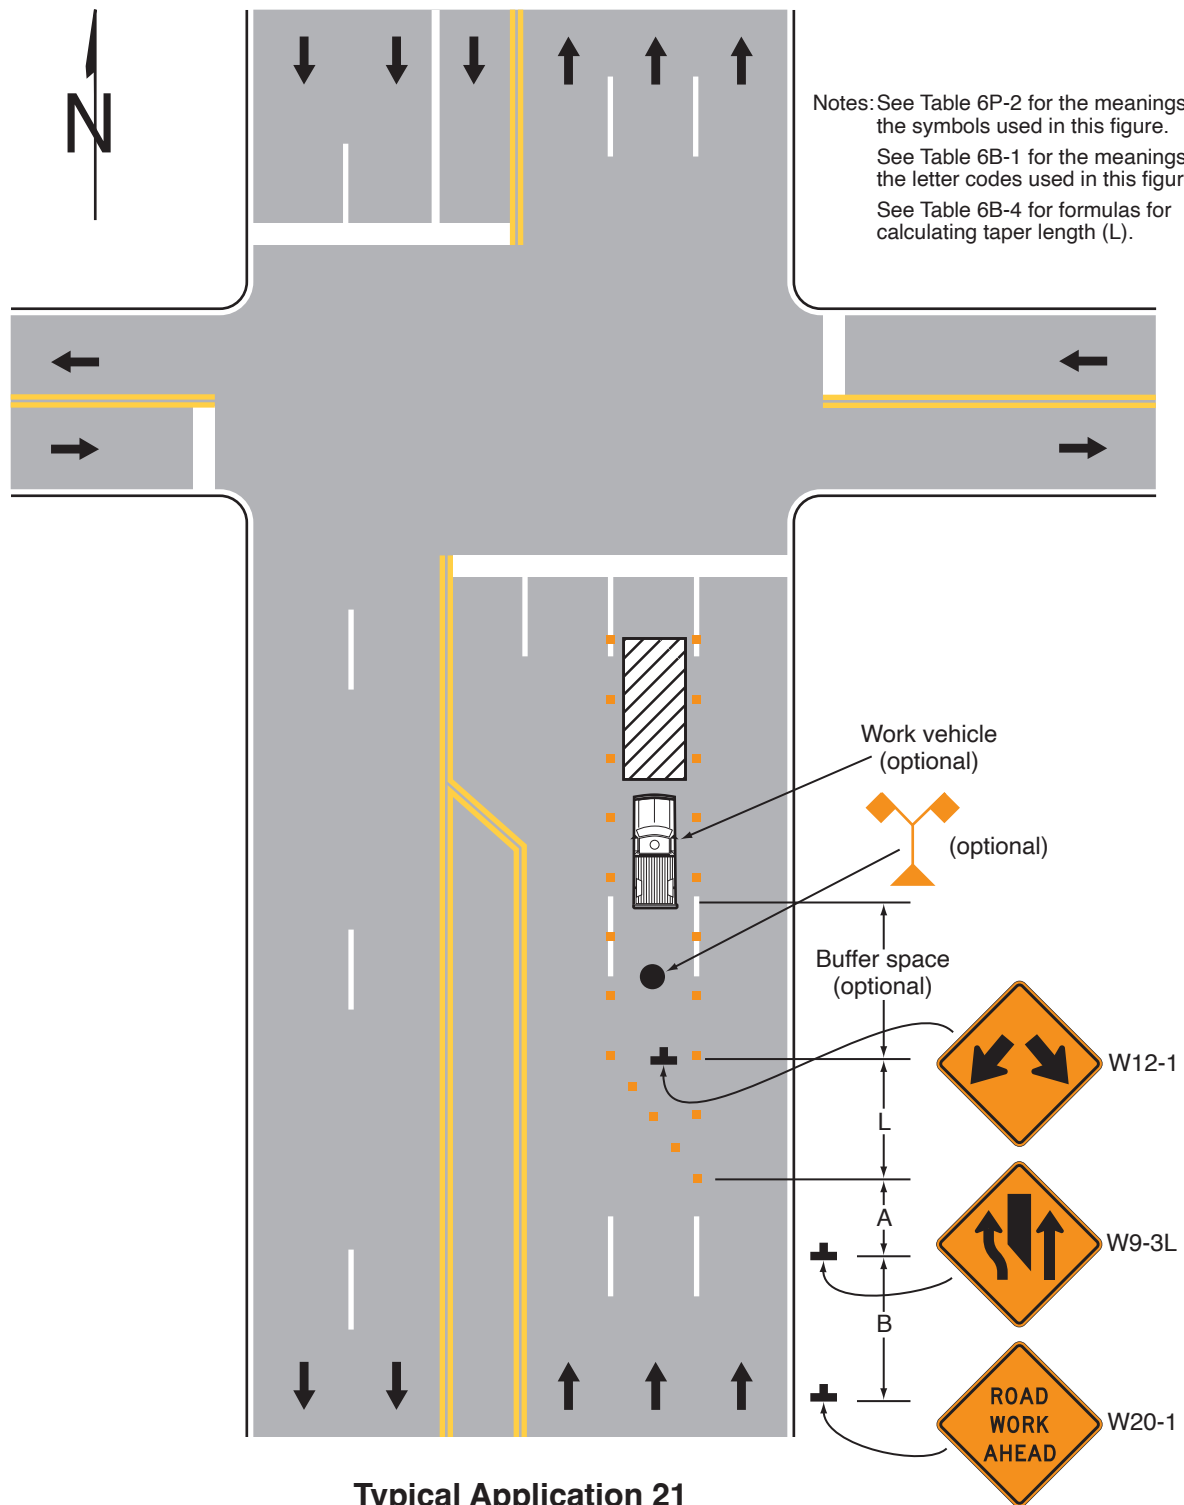 N
Notes: See Table 6P-2 for the meanings
the symbols used in this figure.
See Table 6B-1 for the meanings
the letter codes used in this figur
See Table 6B-4 for formulas for
calculating taper length (L).
Work vehicle
(optional)
(optional)
Buffer space
(optional)
W12-1
L
A
W9-3L
B
ROAD
WORK
AHEAD
W20-1
Typical Application 21